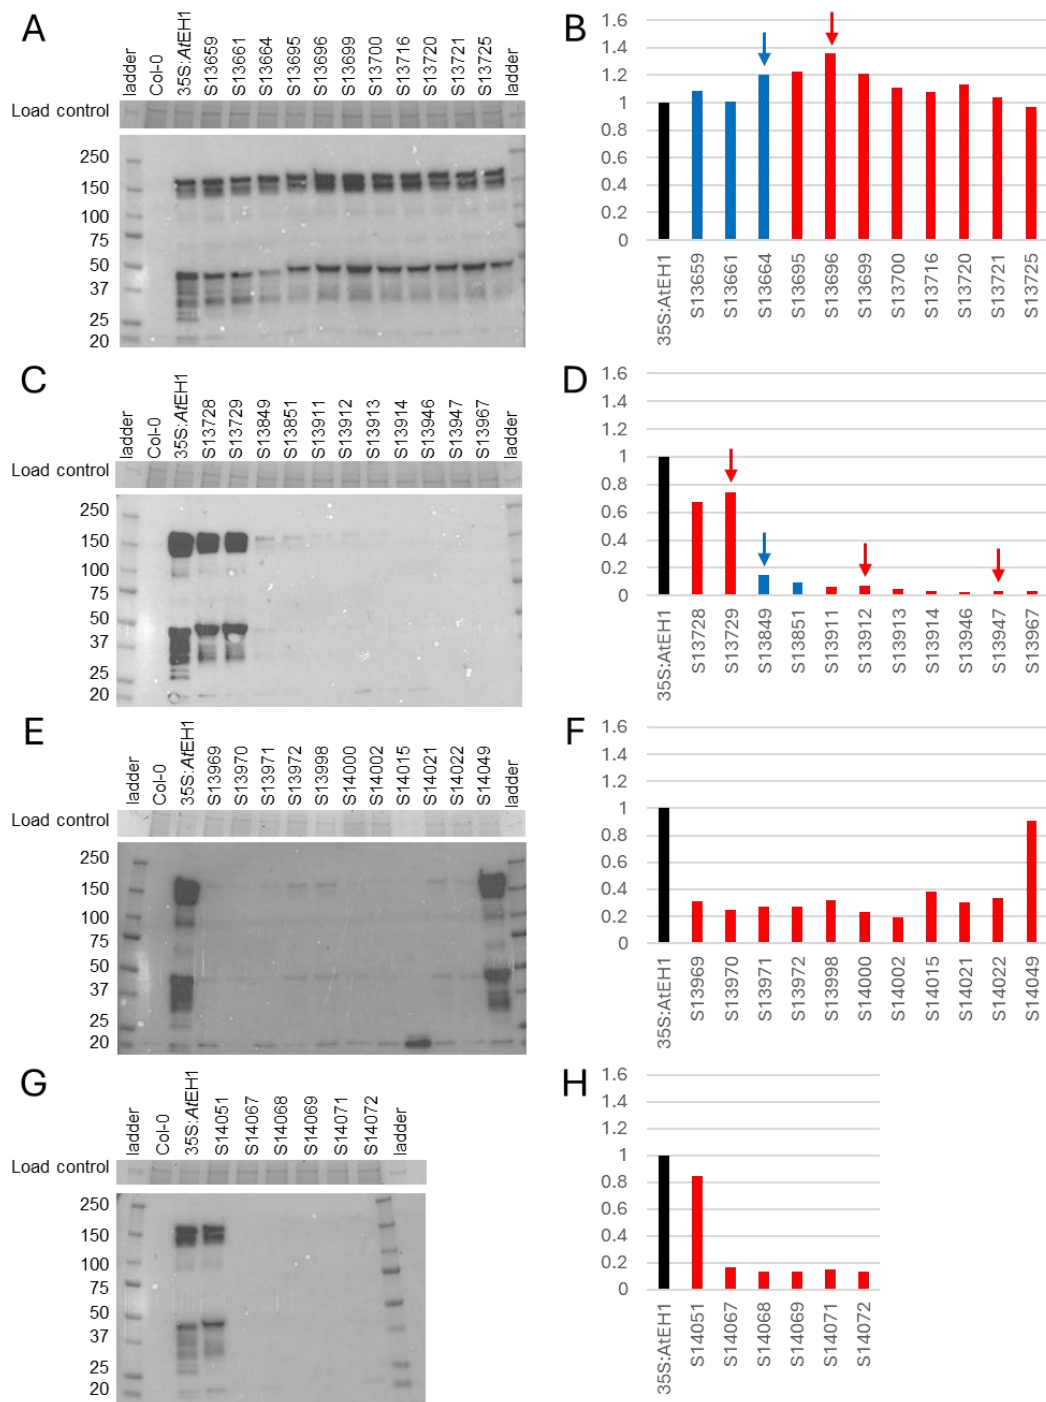 A
ladder
Col-0
35S:AtEH1
S13659
S13661
S13664
S13695
S13696
S13699
S13700
S13716
S13720
S13721
S13725
ladder
Load control
250
150
100
75
50
37
25
20
B
1.6
1.4
1.2
1
0.8
0.6
0.4
0.2
0
35S:AtEH1
S13659
S13661
S13664
S13695
S13696
S13699
S13700
S13716
S13720
S13721
S13725
C
ladder
Col-0
35S:AtEH1
S13728
S13729
S13849
S13851
S13911
S13912
S13913
S13914
S13946
S13947
S13967
ladder
Load control
250
150
100
75
50
37
25
20
D
1.6
1.4
1.2
1
0.8
0.6
0.4
0.2
0
35S:AtEH1
S13728
S13729
S13849
S13851
S13911
S13912
S13913
S13914
S13946
S13947
S13967
E
ladder
Col-0
35S:AtEH1
S13969
S13970
S13971
S13972
S13998
S14000
S14002
S14015
S14021
S14022
S14049
ladder
Load control
250
150
100
75
50
37
25
20
F
1.6
1.4
1.2
1
0.8
0.6
0.4
0.2
0
35S:AtEH1
S13969
S13970
S13971
S13972
S13998
S14000
S14002
S14015
S14021
S14022
S14049
G
ladder
Col-0
35S:AtEH1
S14051
S14067
S14068
S14069
S14071
S14072
ladder
Load control
250
150
100
75
50
37
25
20
H
1.6
1.4
1.2
1
0.8
0.6
0.4
0.2
0
35S:AtEH1
S14051
S14067
S14068
S14069
S14071
S14072